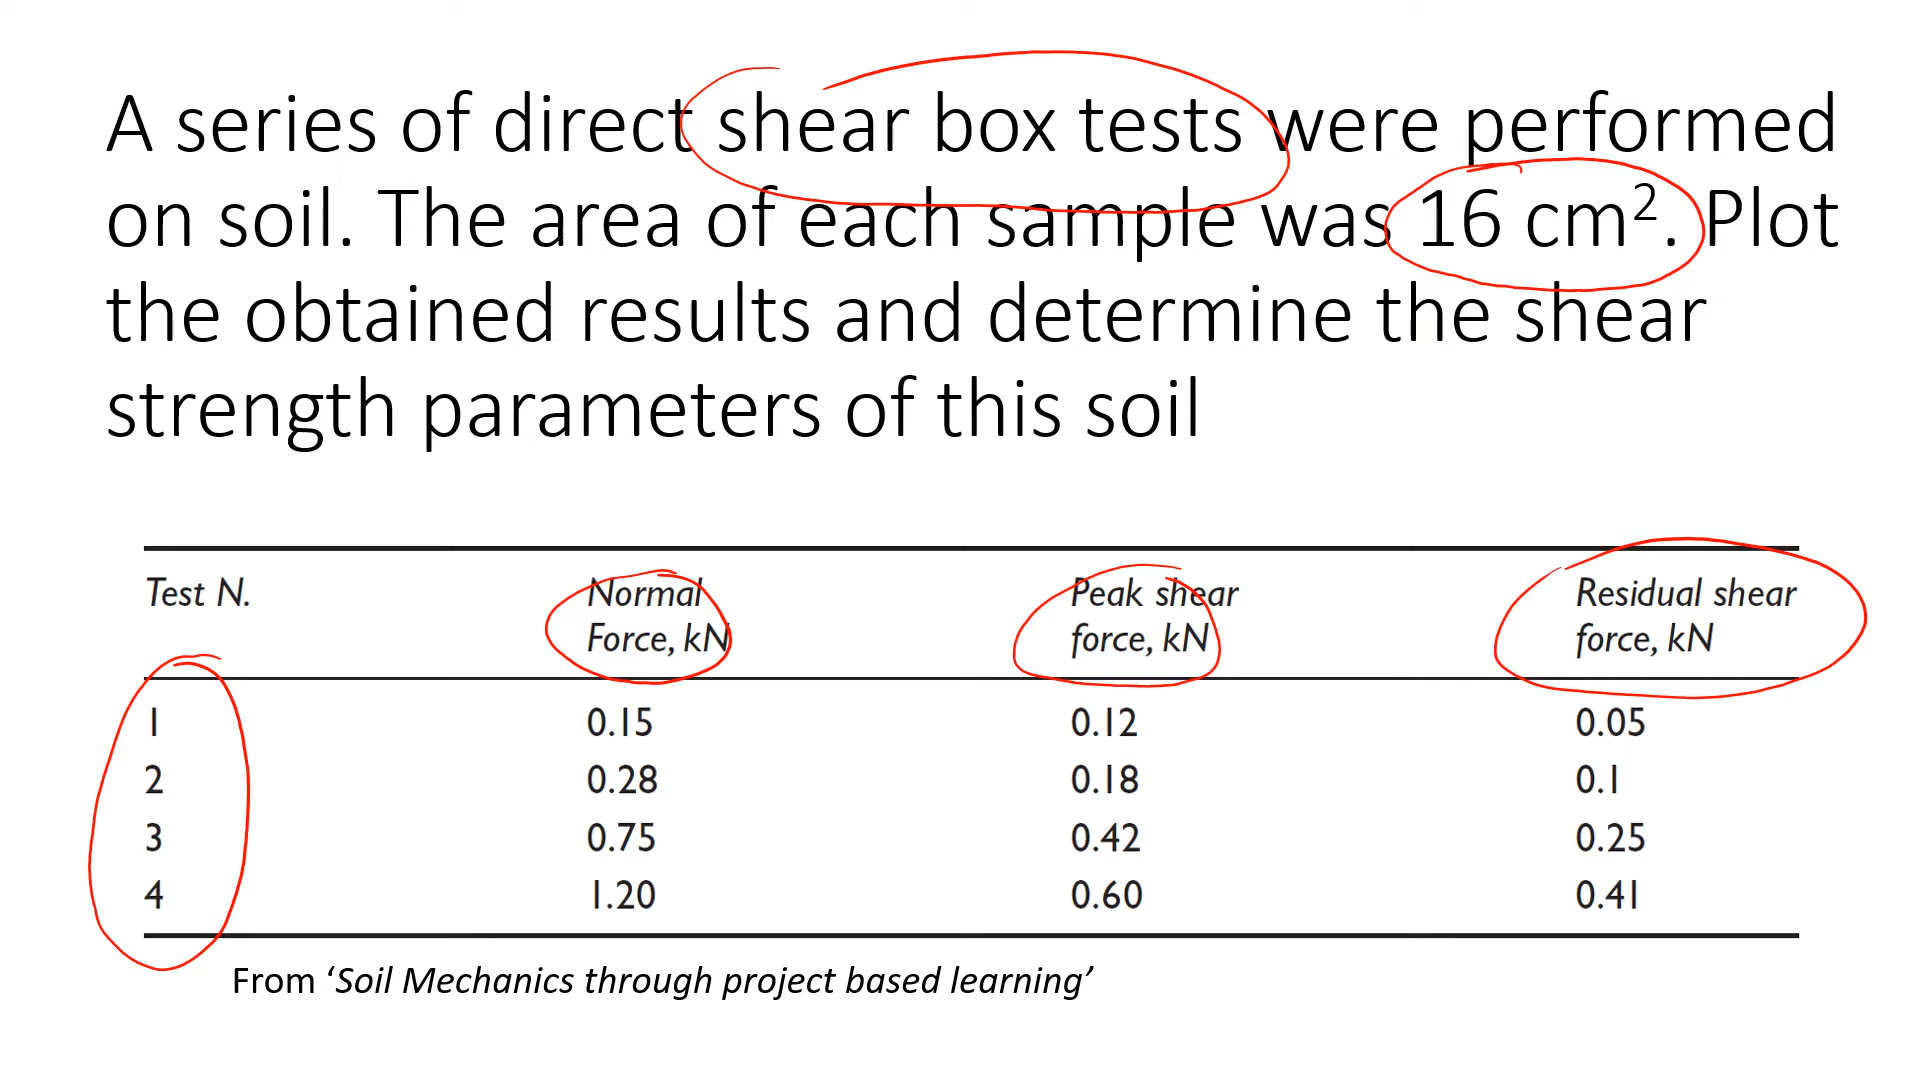 A series of direct shear box tests were performed
on soil. The area of each sample was 16 cm². Plot
the obtained results and determine the shear
strength parameters of this soil
Test N. Normal Force, kN Peak shear force, kN Residual shear force, kN
1 0.15 0.12 0.05
2 0.28 0.18 0.1
3 0.75 0.42 0.25
4 1.20 0.60 0.41
From ‘Soil Mechanics through project based learning’